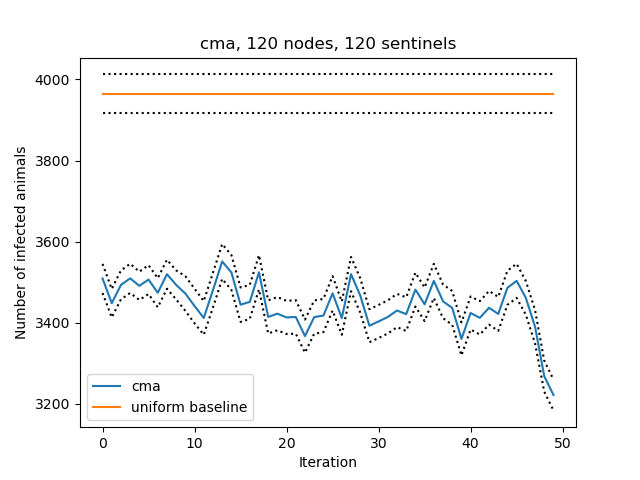 cma, 120 nodes, 120 sentinels
Number of infected animals
4000
3800
3600
3400
3200
cma
uniform baseline
0 10 20 30 40 50
Iteration